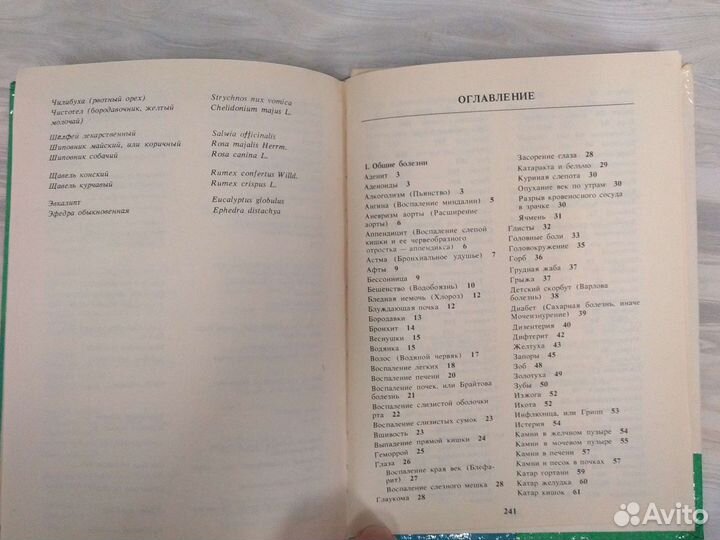 Чилибуха (рвотный орех) Strychnos nux vomica
Чистотел (бородавочник, желтый Chelidonium majus L.
молочай)
Шалфей лекарственный Salwia officinalis
Шиповник майский, или коричный Rosa majalis Herrm.
Шиповник собачий Rosa canina L.
Щавель конский Rumex confertus Willd.
Щавель курчавый Rumex crispus L.
Эвкалипт Eucalyptus globulus
Эфедра обыкновенная Ephedra distachya
ОГЛАВЛЕНИЕ
I. Общие болезни
Аденит 3
Аденоиды 3
Алкоголизм (Пьянство) 3
Ангина (Воспаление миндалин) 5
Аневризм аорты (Расширение
аорты) 6
Аппендицит (Воспаление слепой
кишки и ее червеобразного
отростка — аппендикса) 6
Астма (Бронхиальное удушье) 7
Афты 9
Бессонница 9
Бешенство (Водобоязнь) 10
Бледная немочь (Хлороз) 12
Блуждающая почка 12
Бородавки 13
Бронхит 14
Веснушки 15
Водянка 15
Волос (Водяной червяк) 17
Воспаление легких 18
Воспаление печени 20
Воспаление почек, или Брайтова
болезнь 21
Воспаление слизистой оболочки
рта 22
Воспаление слизистых сумок 23
Вшивость 23
Выпадение прямой кишки 24
Геморрой 25
Глаза 26
Воспаление края век (Блефа-
рит) 27
Воспаление слезного мешка 28
Глаукома 28
Засорение глаза 28
Катаракта и бельмо 29
Куриная слепота 30
Опухание век по утрам 30
Разрыв кровеносного сосуда
в зрачке 30
Ячмень 31
Глисты 32
Головные боли 33
Головокружение 35
Горб 36
Грудная жаба 37
Грыжа 37
Детский скорбут (Варлова
болезнь) 38
Диабет (Сахарная болезнь, иначе
Мочеизнурение) 39
Дизентерия 40
Дифтерит 42
Желтуха 43
Запоры 45
Зоб 48
Золотуха 49
Зубы 50
Изжога 52
Икота 52
Инфлюэнца, или Грипп 53
Истерия 54
Камни в желчном пузыре 54
Камни в мочевом пузыре 55
Камни в печени 57
Камни и песок в почках 57
Катар гортани 59
Катар желудка 60
Катар кишок 61
241
Avito